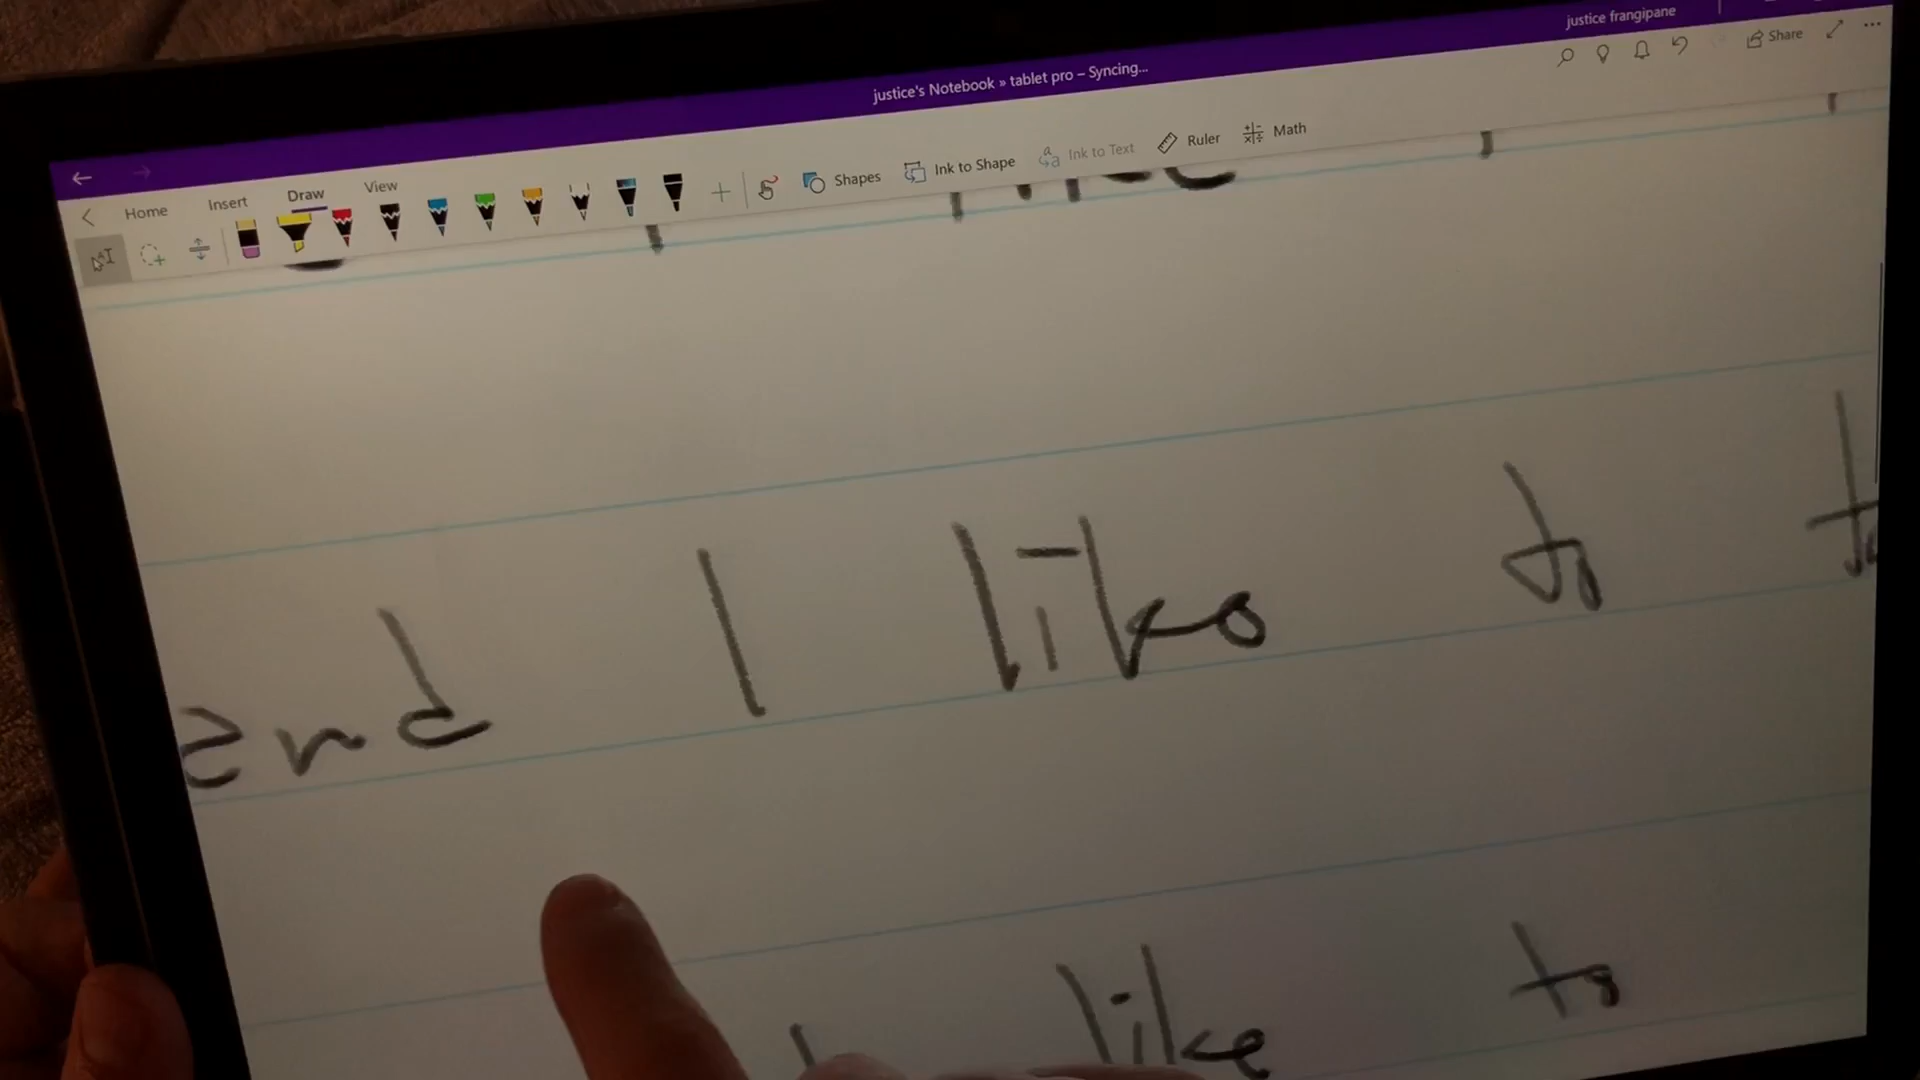 justice frangipane
justice's Notebook » tablet pro – Syncing...
Share
Home Insert Draw View
Shapes Ink to Shape Ink to Text Ruler Math
and I like to
I like to